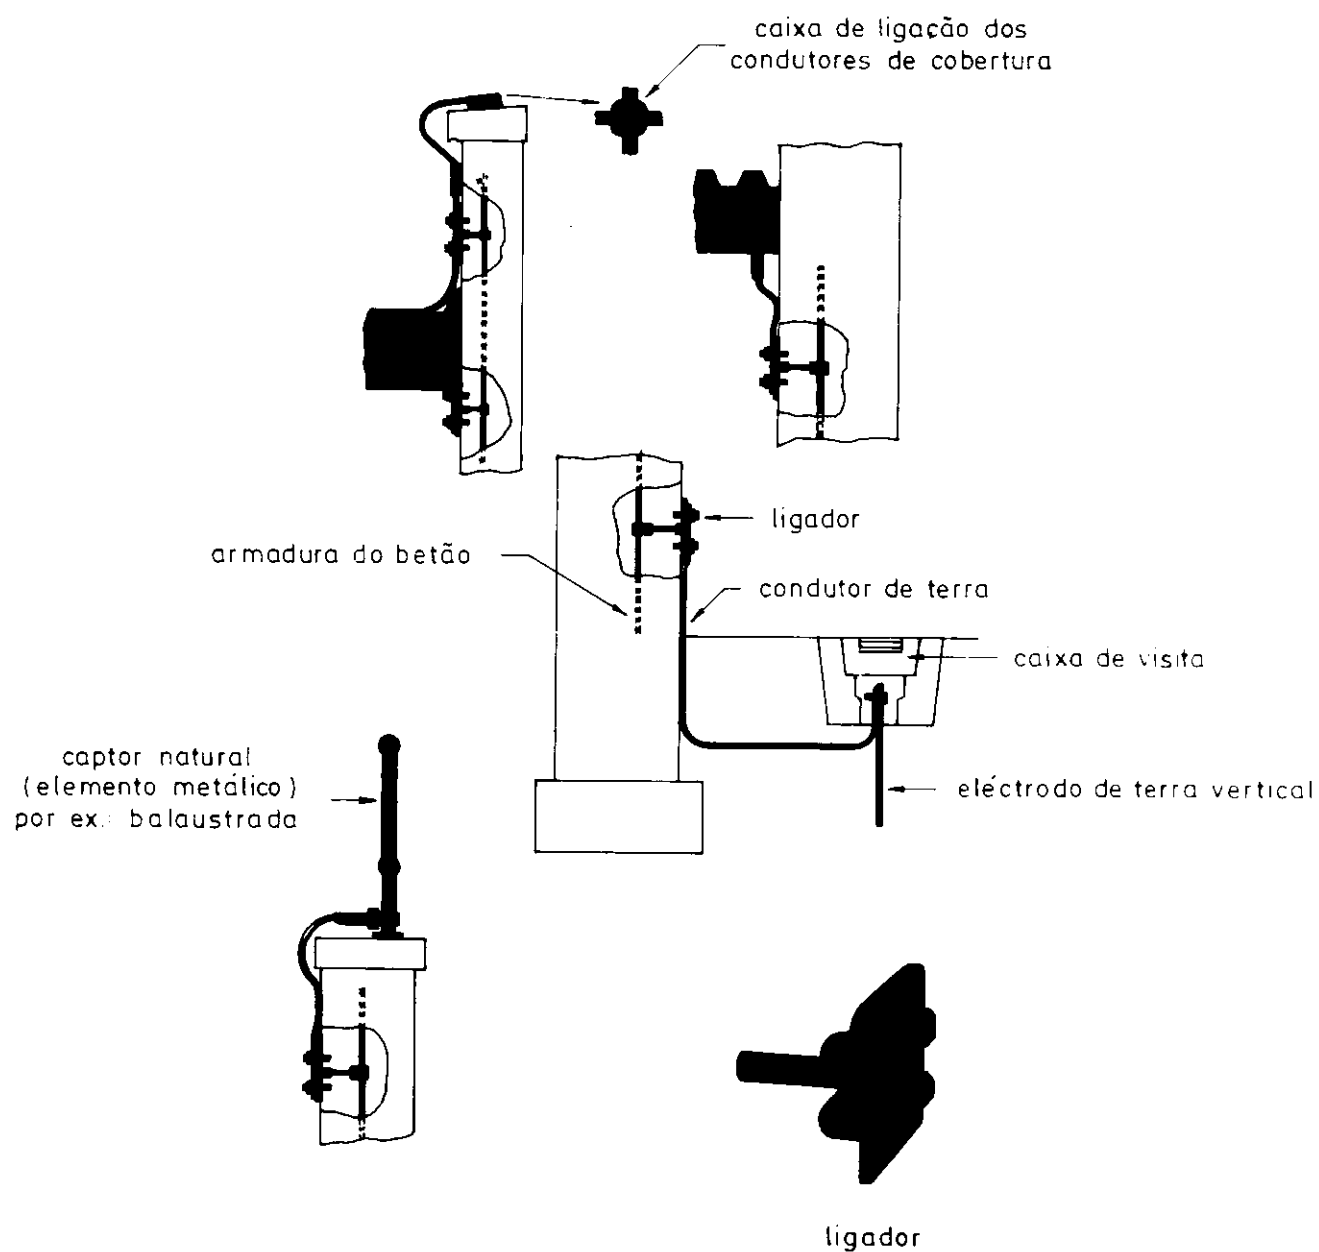 caixa de ligação dos
condutores de cobertura
ligador
armadura do betão
condutor de terra
caixa de visita
captor natural
(elemento metálico)
por ex.: balaustrada
eléctrodo de terra vertical
ligador